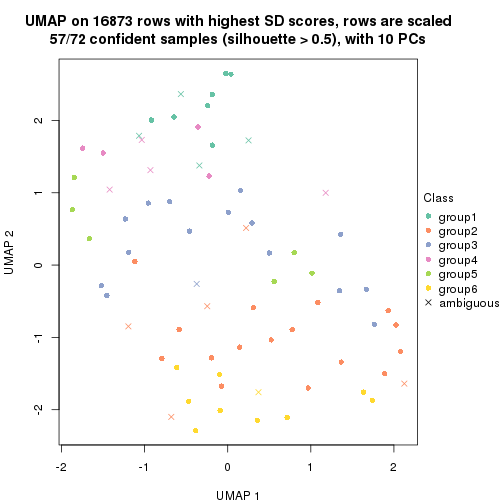 UMAP on 16873 rows with highest SD scores, rows are scaled
57/72 confident samples (silhouette > 0.5), with 10 PCs
2
1
0
-1
-2
UMAP 2
-2
-1
0
1
2
UMAP 1
Class
group1
group2
group3
group4
group5
group6
ambiguous